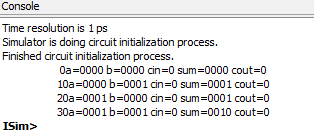 Console
Time resolution is 1 ps
Simulator is doing circuit initialization process.
Finished circuit initialization process.
0a=0000 b=0000 cin=0 sum=0000 cout=0
10a=0000 b=0001 cin=0 sum=0001 cout=0
20a=0001 b=0000 cin=0 sum=0001 cout=0
30a=0001 b=0001 cin=0 sum=0010 cout=0
ISim>